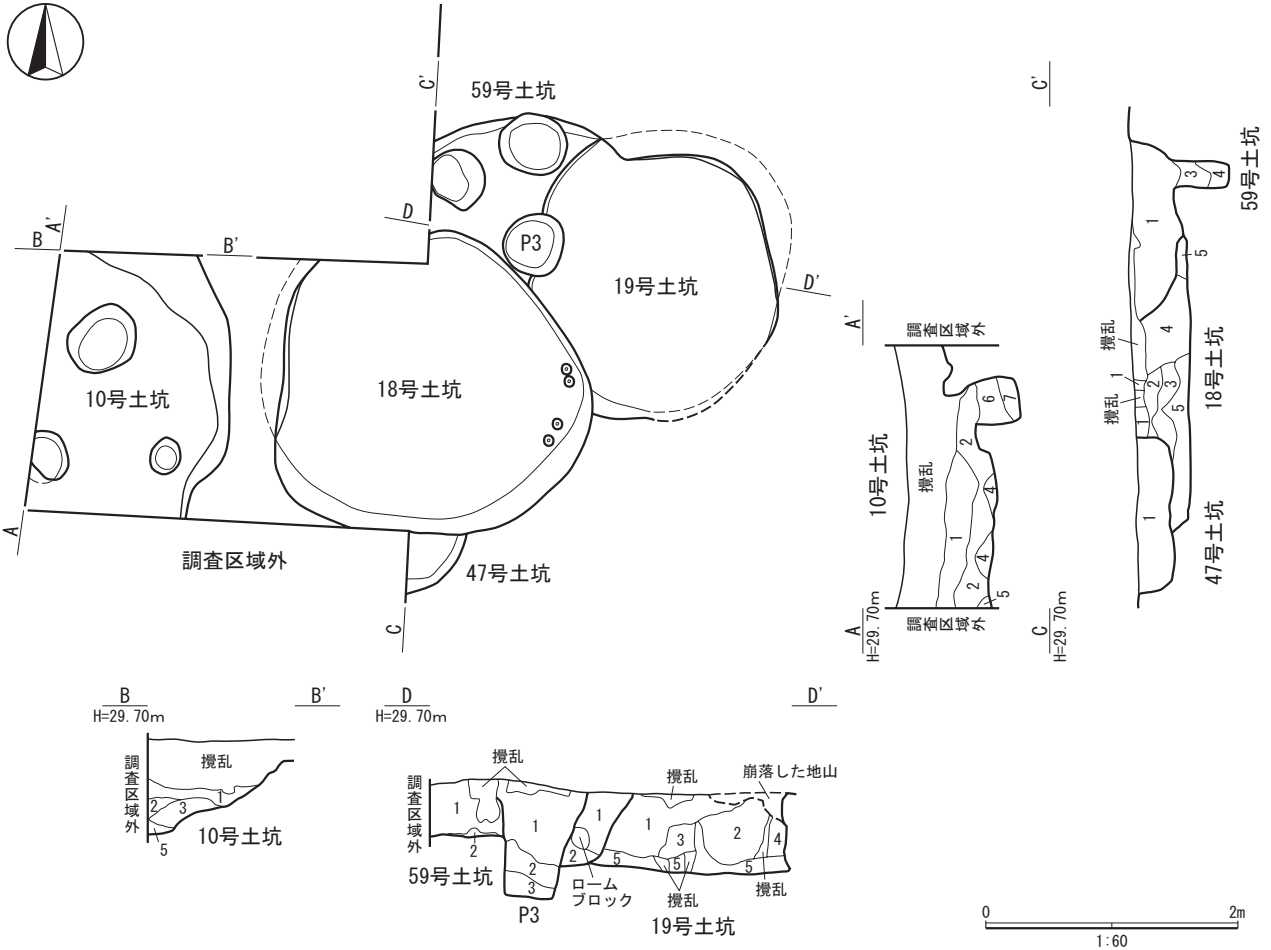 59号土坑
C'
D
P3
19号土坑
D'
B
A'
B'
18号土坑
10号土坑
A
調査区域外
47号土坑
C
A'
調査区域外
10号土坑
攪乱
6
7
2
4
1
4
2
5
調査区域外
A
H=29.70m
C'
59号土坑
3
4
1
5
4
攪乱
18号土坑
1
2
3
攪乱
5
1
1
47号土坑
C
H=29.70m
B
H=29.70m
B'
調査区域外
攪乱
1
2
3
5
10号土坑
D
H=29.70m
D'
調査区域外
攪乱
攪乱
崩落した地山
1
1
1
1
2
3
4
2
2
2
3
5
5
5
59号土坑
P3
ローム
ブロック
攪乱
攪乱
19号土坑
0
2m
1:60